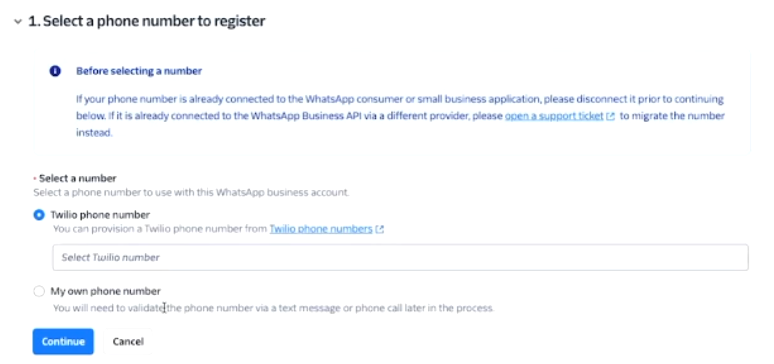 1. Select a phone number to register
Before selecting a number
If your phone number is already connected to the WhatsApp consumer or small business application, please disconnect it prior to continuing
below. If it is already connected to the WhatsApp Business API via a different provider, please open a support ticket to migrate the number
instead.
• Select a number
Select a phone number to use with this WhatsApp business account.
Twilio phone number
You can provision a Twilio phone number from Twilio phone numbers
Select Twilio number
My own phone number
You will need to validate the phone number via a text message or phone call later in the process.
Continue Cancel